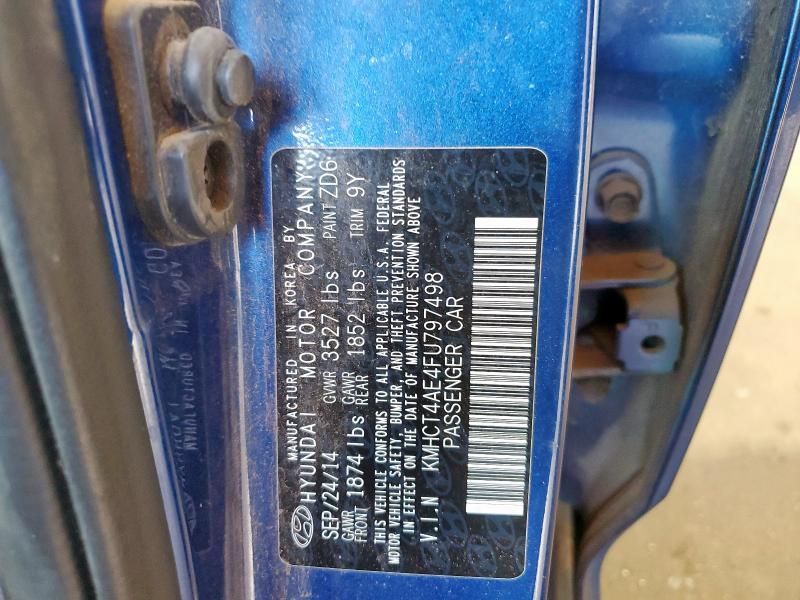 MANUFACTURED IN KOREA BY
HYUNDAI MOTOR COMPANY
SEP/24/14 GVWR 3527 lbs PAINT ZD6
GAWR FRONT 1874 lbs GAWR REAR 1852 lbs TRIM 9Y
THIS VEHICLE CONFORMS TO ALL APPLICABLE U.S.A. FEDERAL
MOTOR VEHICLE SAFETY, BUMPER, AND THEFT PREVENTION STANDARDS
IN EFFECT ON THE DATE OF MANUFACTURE SHOWN ABOVE
V.I.N KMHCT4AE4FU797498
PASSENGER CAR